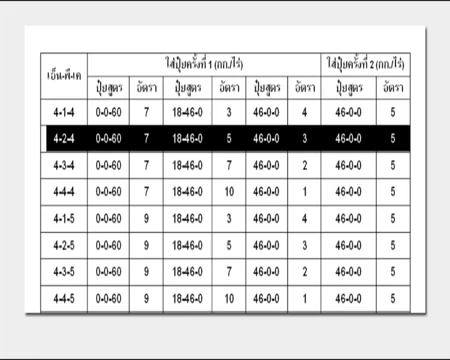 เอ็น-พี-เค ใส่ปุ๋ยครั้งที่ 1 (กก./ไร่) ใส่ปุ๋ยครั้งที่ 2 (กก./ไร่)
ปุ๋ยสูตร อัตรา ปุ๋ยสูตร อัตรา ปุ๋ยสูตร อัตรา ปุ๋ยสูตร อัตรา
4-1-4 0-0-60 7 18-46-0 3 46-0-0 4 46-0-0 5
4-2-4 0-0-60 7 18-46-0 5 46-0-0 3 46-0-0 5
4-3-4 0-0-60 7 18-46-0 7 46-0-0 2 46-0-0 5
4-4-4 0-0-60 7 18-46-0 10 46-0-0 1 46-0-0 5
4-1-5 0-0-60 9 18-46-0 3 46-0-0 4 46-0-0 5
4-2-5 0-0-60 9 18-46-0 5 46-0-0 3 46-0-0 5
4-3-5 0-0-60 9 18-46-0 7 46-0-0 2 46-0-0 5
4-4-5 0-0-60 9 18-46-0 10 46-0-0 1 46-0-0 5